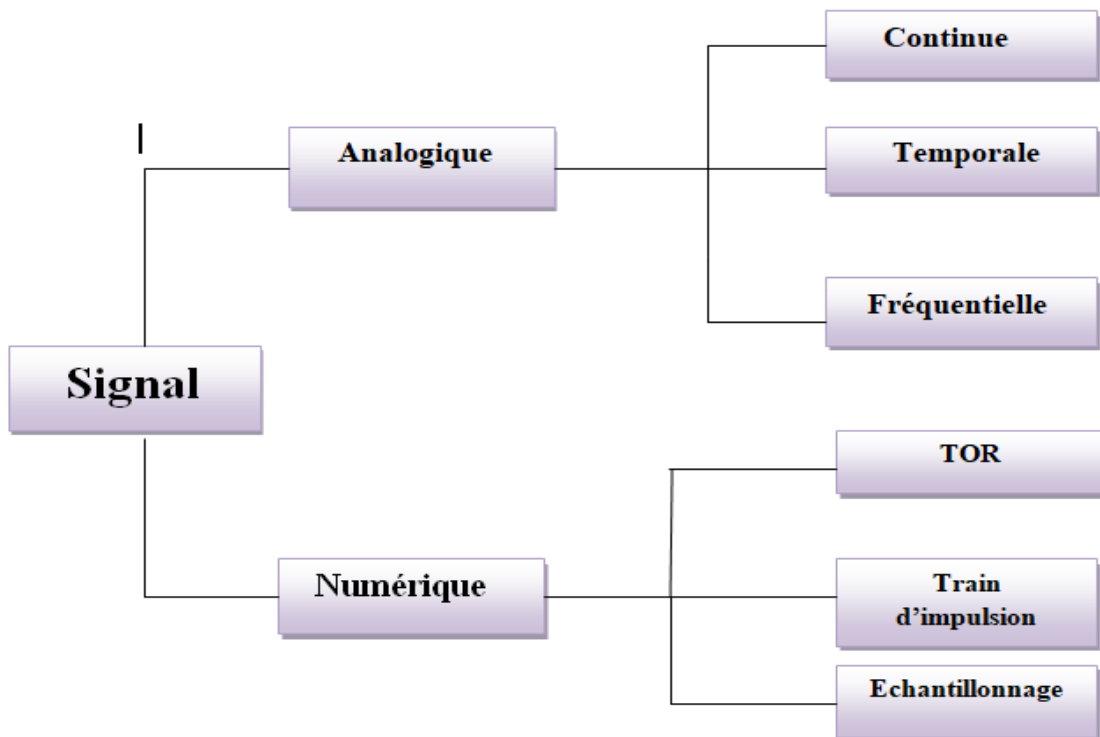 Continue
Analogique
Temporale
Fréquentielle
Signal
TOR
Numérique
Train
d’impulsion
Echantillonnage